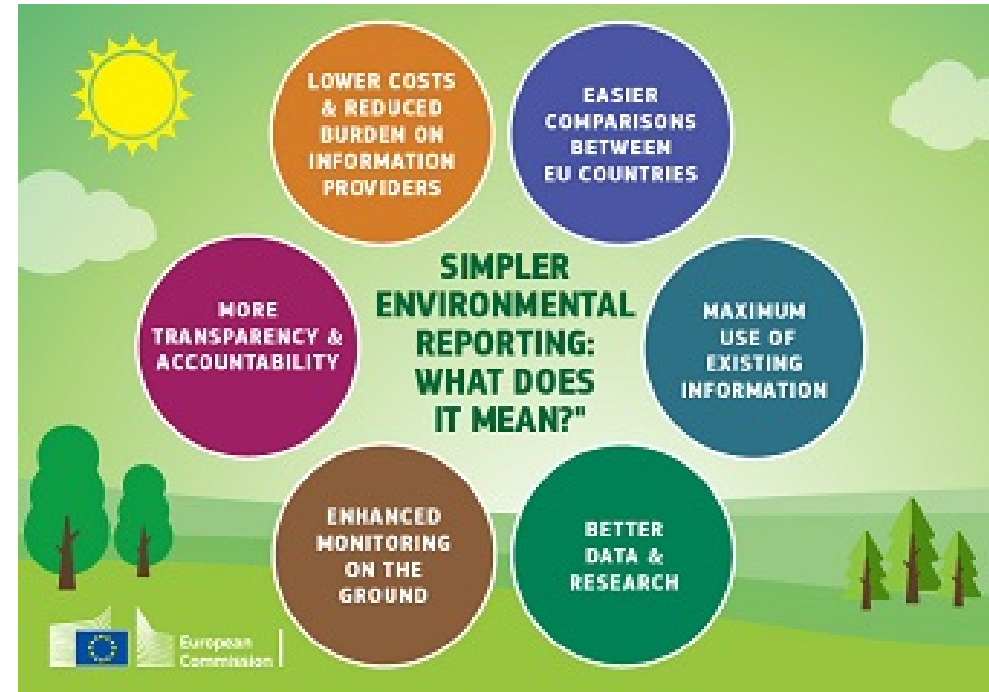 LOWER COSTS
& REDUCED
BURDEN ON
INFORMATION
PROVIDERS
EASIER
COMPARISONS
BETWEEN
EU COUNTRIES
MORE
TRANSPARENCY &
ACCOUNTABILITY
SIMPLER
ENVIRONMENTAL
REPORTING:
WHAT DOES
IT MEAN?"
MAXIMUM
USE OF
EXISTING
INFORMATION
ENHANCED
MONITORING
ON THE
GROUND
BETTER
DATA &
RESEARCH
European
Commission